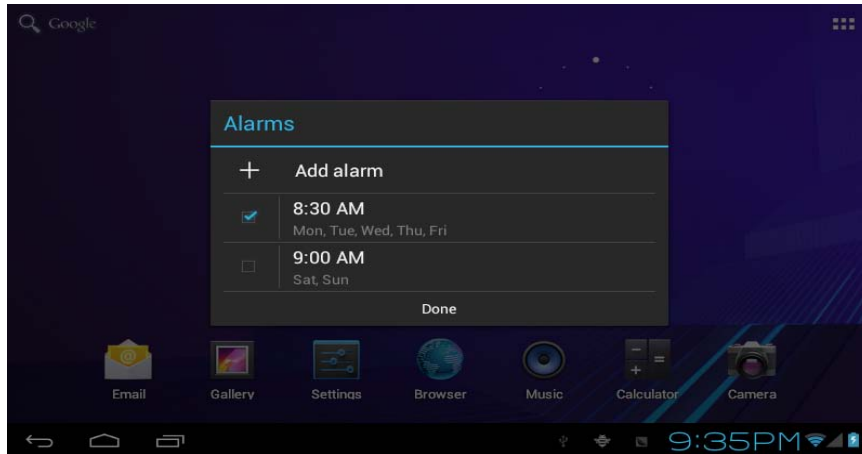 Google
Alarms
Add alarm
8:30 AM
Mon, Tue, Wed, Thu, Fri
9:00 AM
Sat, Sun
Done
Email
Gallery
Settings
Browser
Music
Calculator
Camera
9:35PM